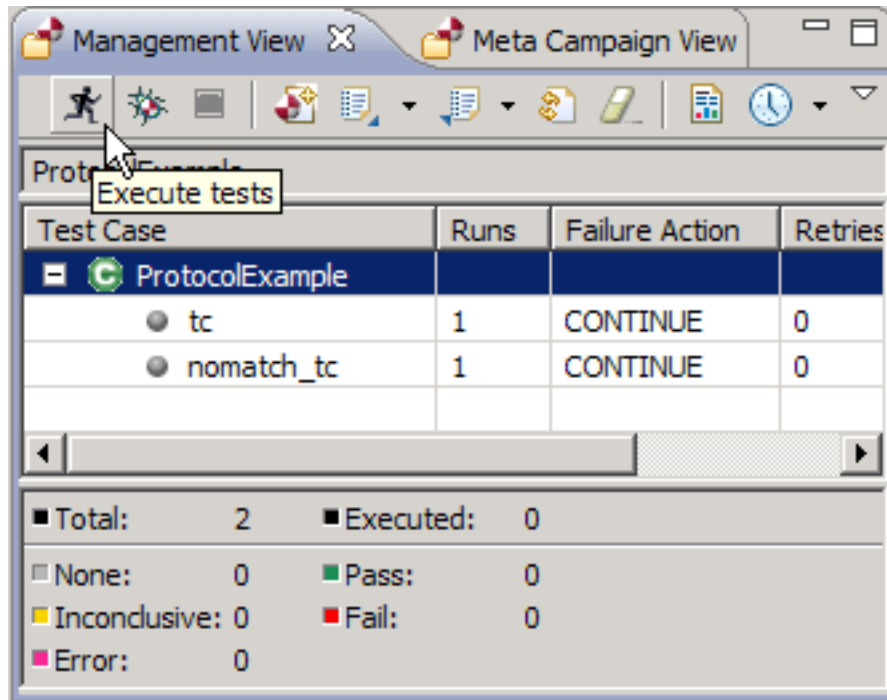 Management View Meta Campaign View
Execute tests
Test Case Runs Failure Action Retries
C ProtocolExample
tc 1 CONTINUE 0
nomatch_tc 1 CONTINUE 0
Total: 2 Executed: 0
None: 0 Pass: 0
Inconclusive: 0 Fail: 0
Error: 0